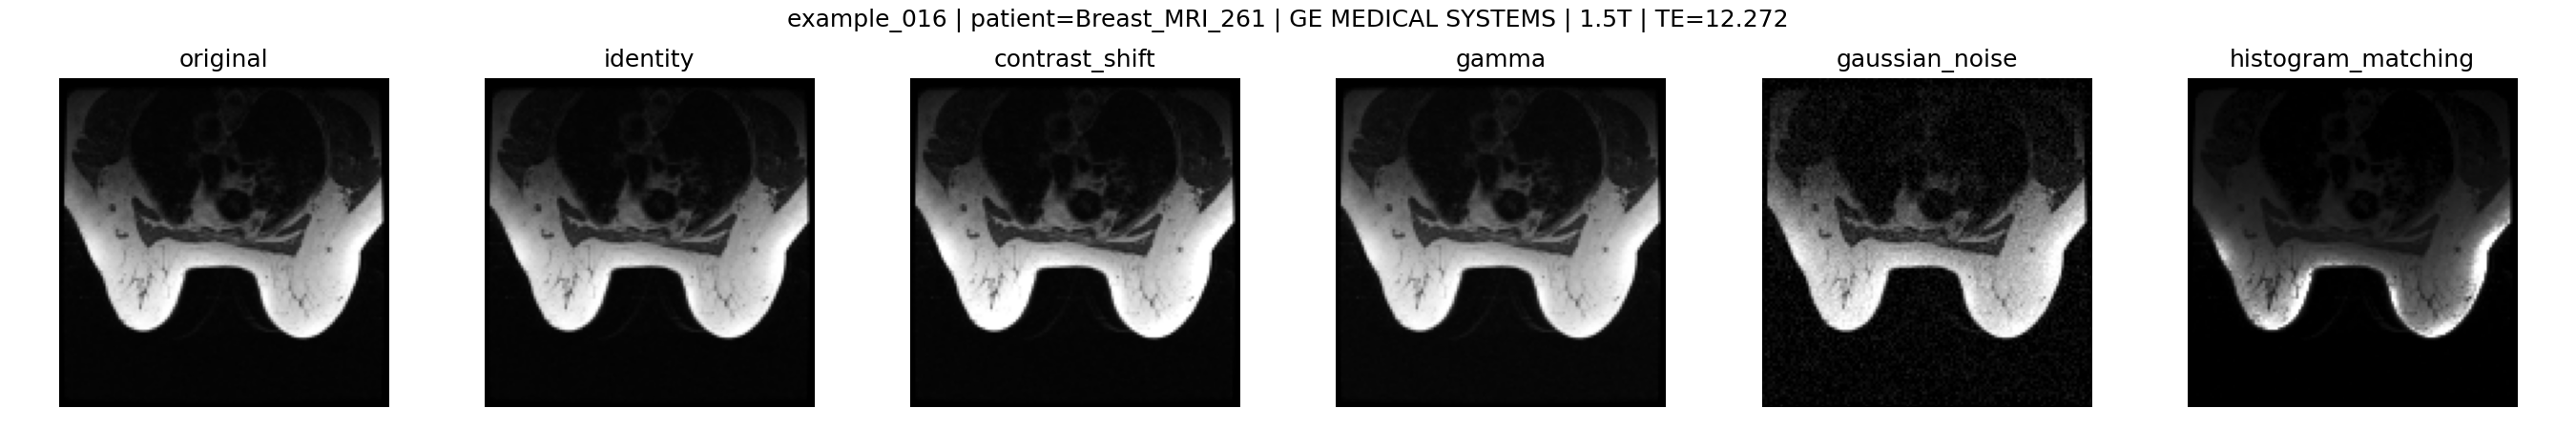 example_016 | patient=Breast_MRI_261 | GE MEDICAL SYSTEMS | 1.5T | TE=12.272
original
identity
contrast_shift
gamma
gaussian_noise
histogram_matching